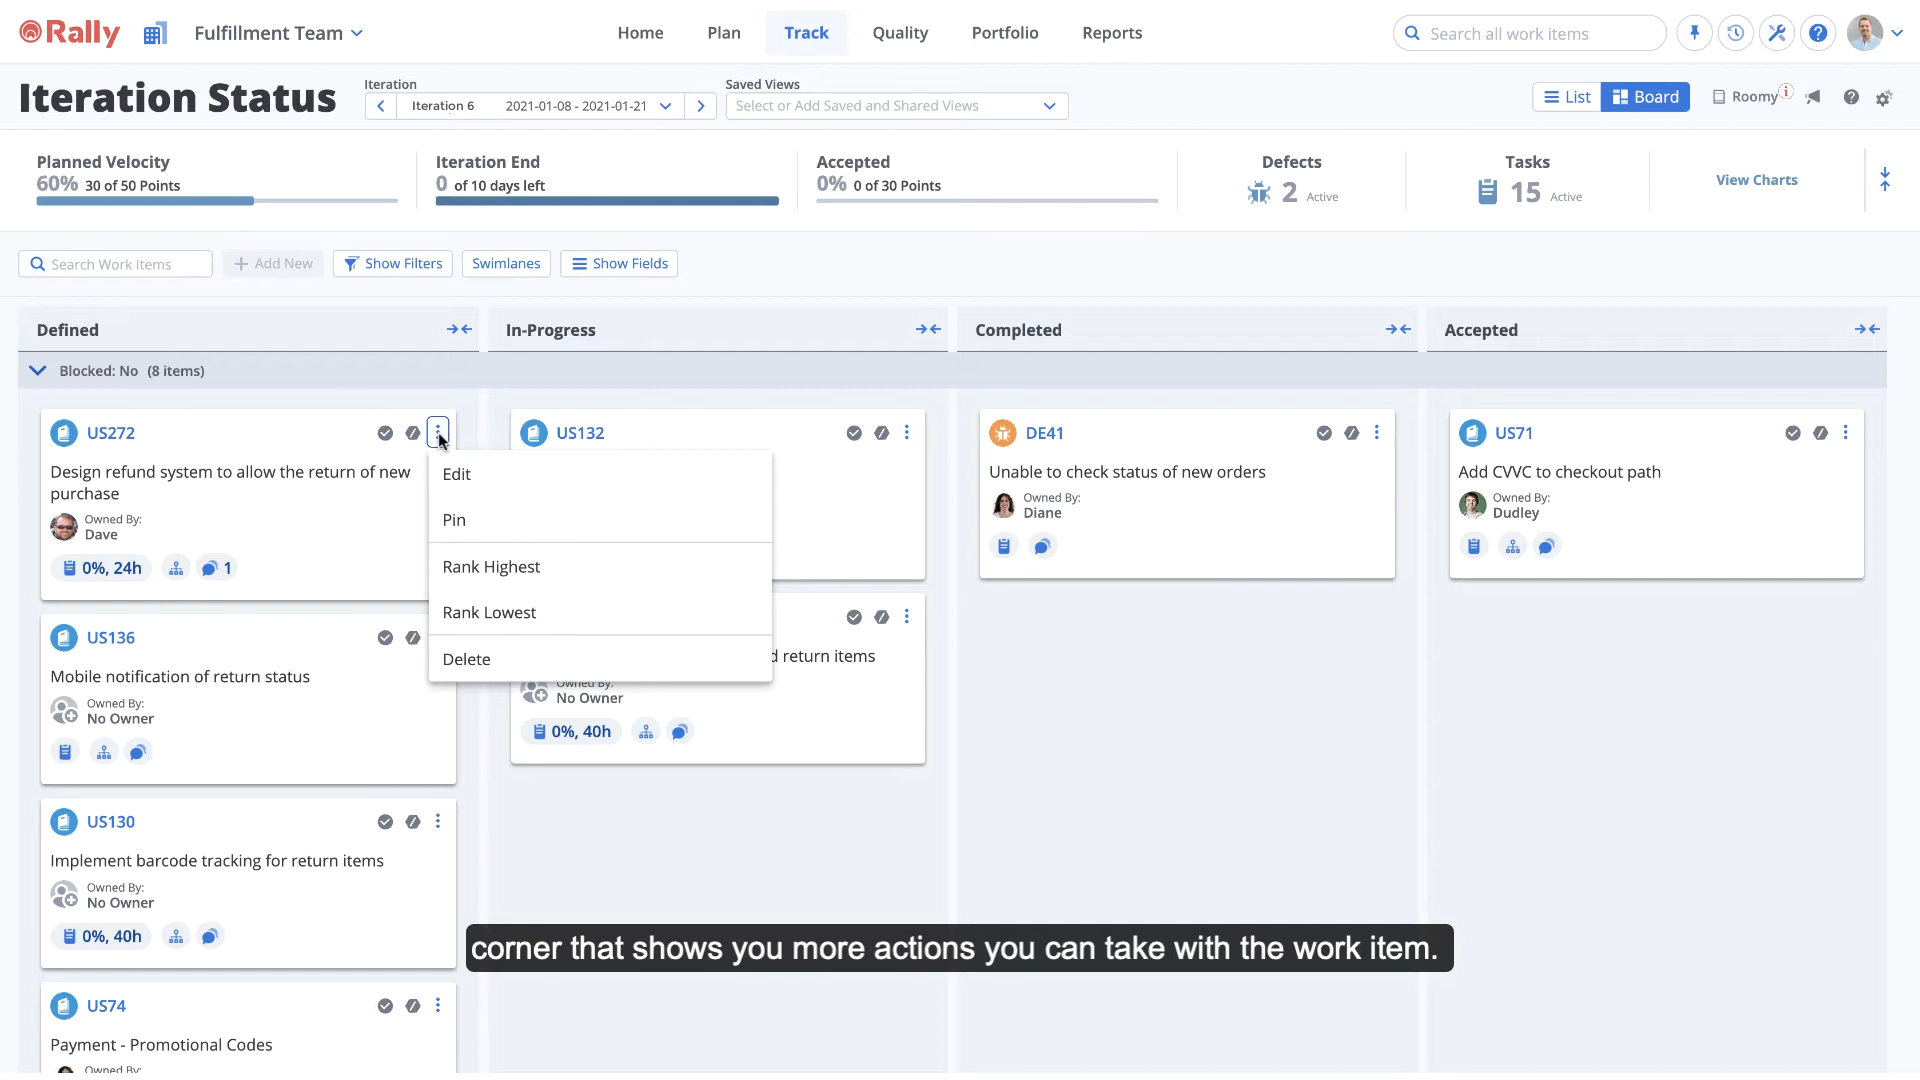 Rally
Fulfillment Team
Home
Plan
Track
Quality
Portfolio
Reports
Search all work items
Iteration Status
Iteration
Iteration 6
2021-01-08 - 2021-01-21
Saved Views
Select or Add Saved and Shared Views
List
Board
Roomy
Planned Velocity
60% 30 of 50 Points
Iteration End
0 of 10 days left
Accepted
0% 0 of 30 Points
Defects
2 Active
Tasks
15 Active
View Charts
Search Work Items
Add New
Show Filters
Swimlanes
Show Fields
Defined
In-Progress
Completed
Accepted
Blocked: No (8 items)
US272
Design refund system to allow the return of new
purchase
Owned By:
Dave
0%, 24h
1
US136
Mobile notification of return status
Owned By:
No Owner
US130
Implement barcode tracking for return items
Owned By:
No Owner
0%, 40h
US74
Payment - Promotional Codes
Owned By:
Edit
Pin
Rank Highest
Rank Lowest
Delete
US132
return items
Owned By:
No Owner
0%, 40h
DE41
Unable to check status of new orders
Owned By:
Diane
US71
Add CVVC to checkout path
Owned By:
Dudley
corner that shows you more actions you can take with the work item.